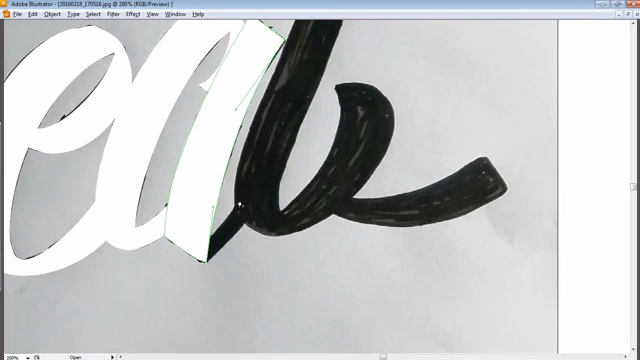 Adobe Illustrator - [20160218_170516.jpg @ 200% (RGB/Preview) ]
File Edit Object Type Select Filter Effect View Window Help
200% Open